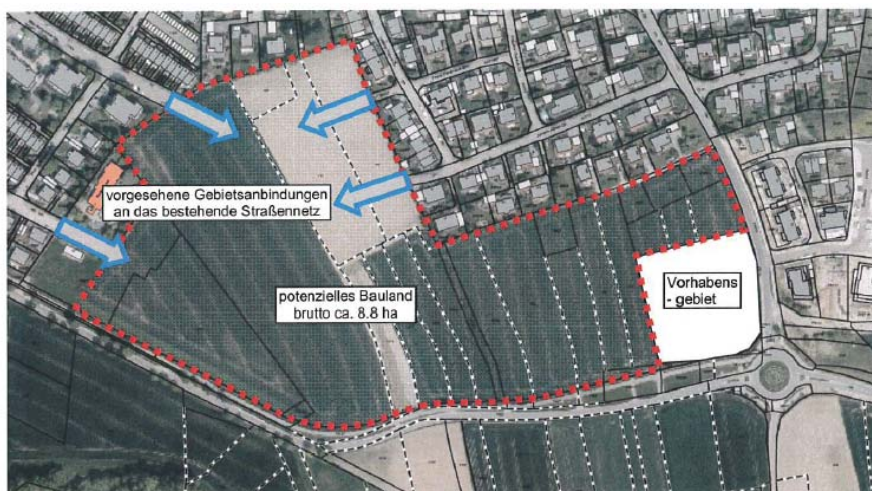 vorgesehene Gebietsanbindungen
an das bestehende Straßennetz
potenzielles Bauland
brutto ca. 8.8 ha
Vorhabens
- gebiet